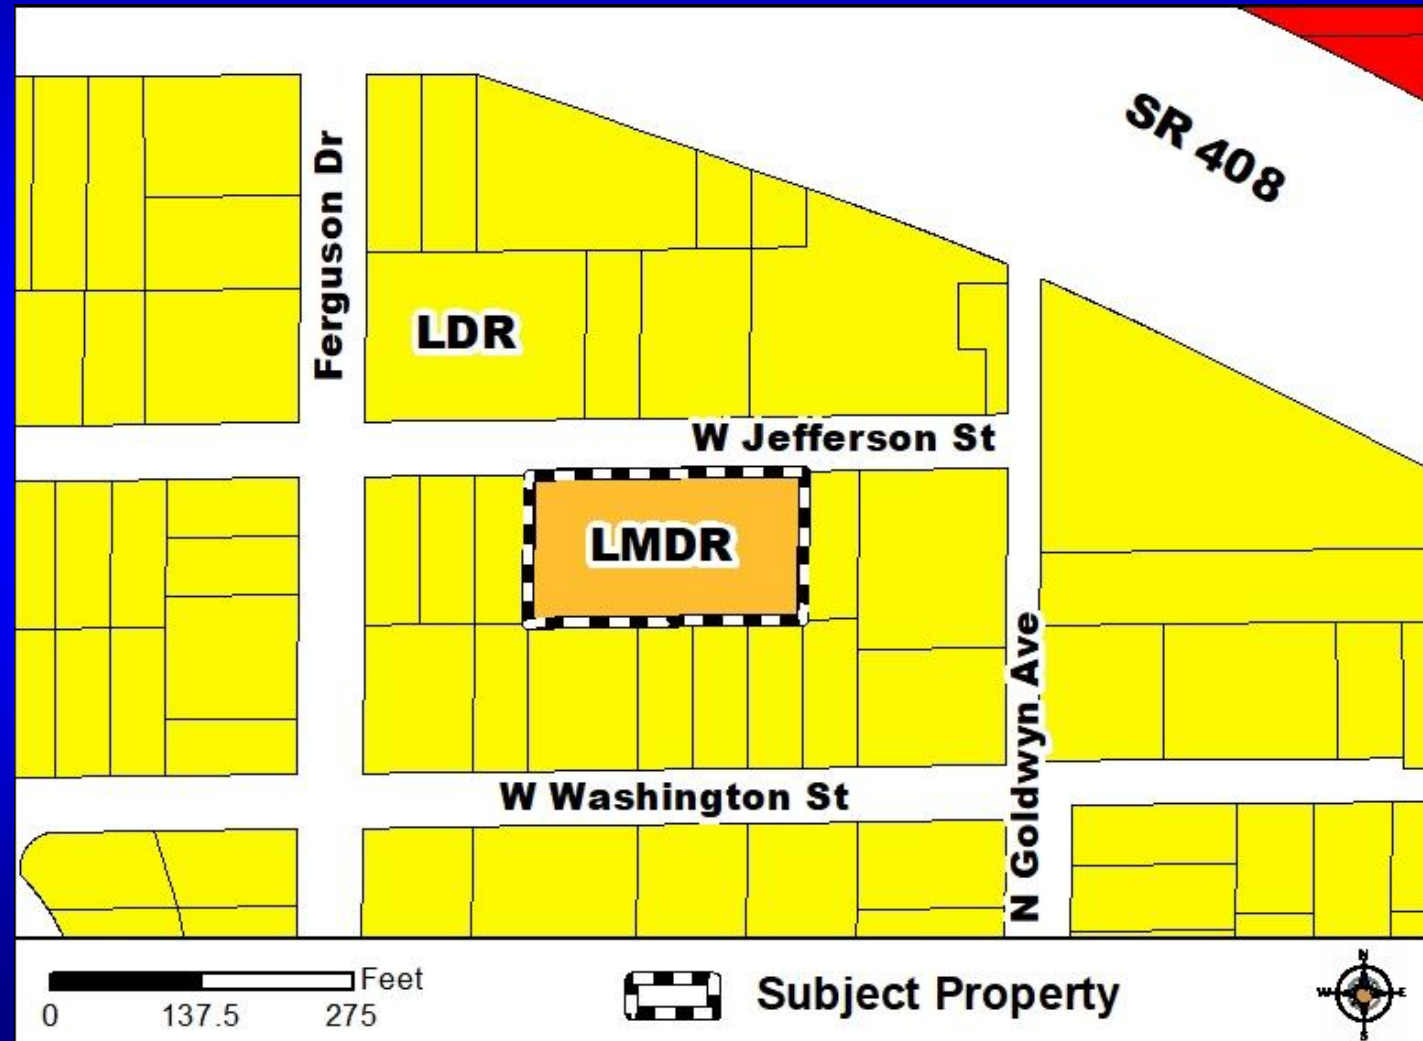 SR 408
Ferguson Dr
LDR
W Jefferson St
LMDR
N Goldwyn Ave
W Washington St
Feet
0 137.5 275
Subject Property
N
W E
S